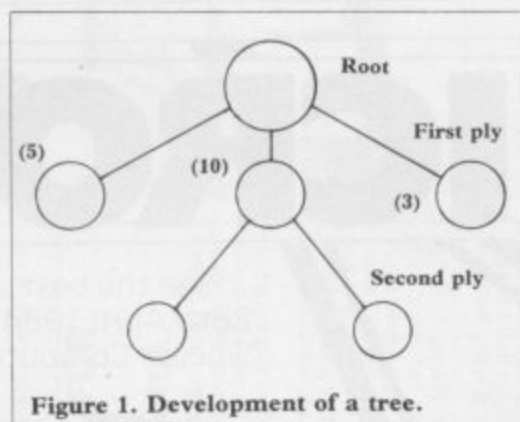 Root
First ply
(5)
(10)
(3)
Second ply
Figure 1. Development of a tree.